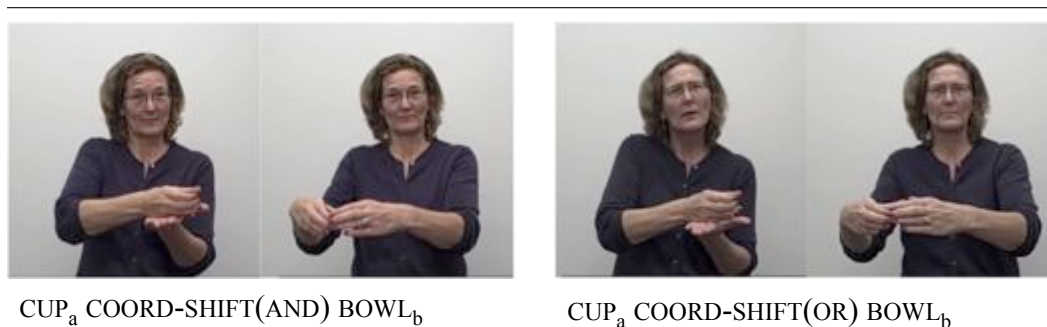 CUPa COORD-SHIFT(AND) BOWLb
CUPa COORD-SHIFT(OR) BOWLb